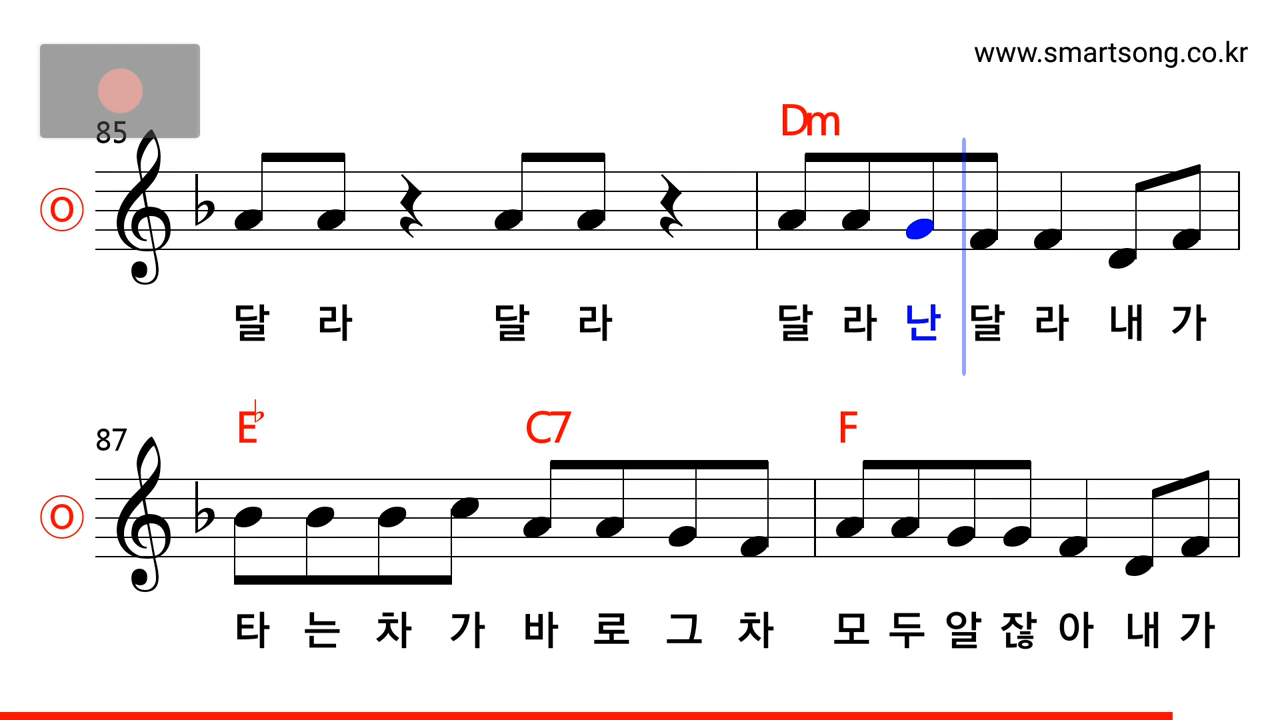 www.smartsong.co.kr
85
Dm
O
달 라 달 라 달 라 난 달 라 내 가
87
E♭ C7 F
O
타 는 차 가 바 로 그 차 모 두 알 잖 아 내 가